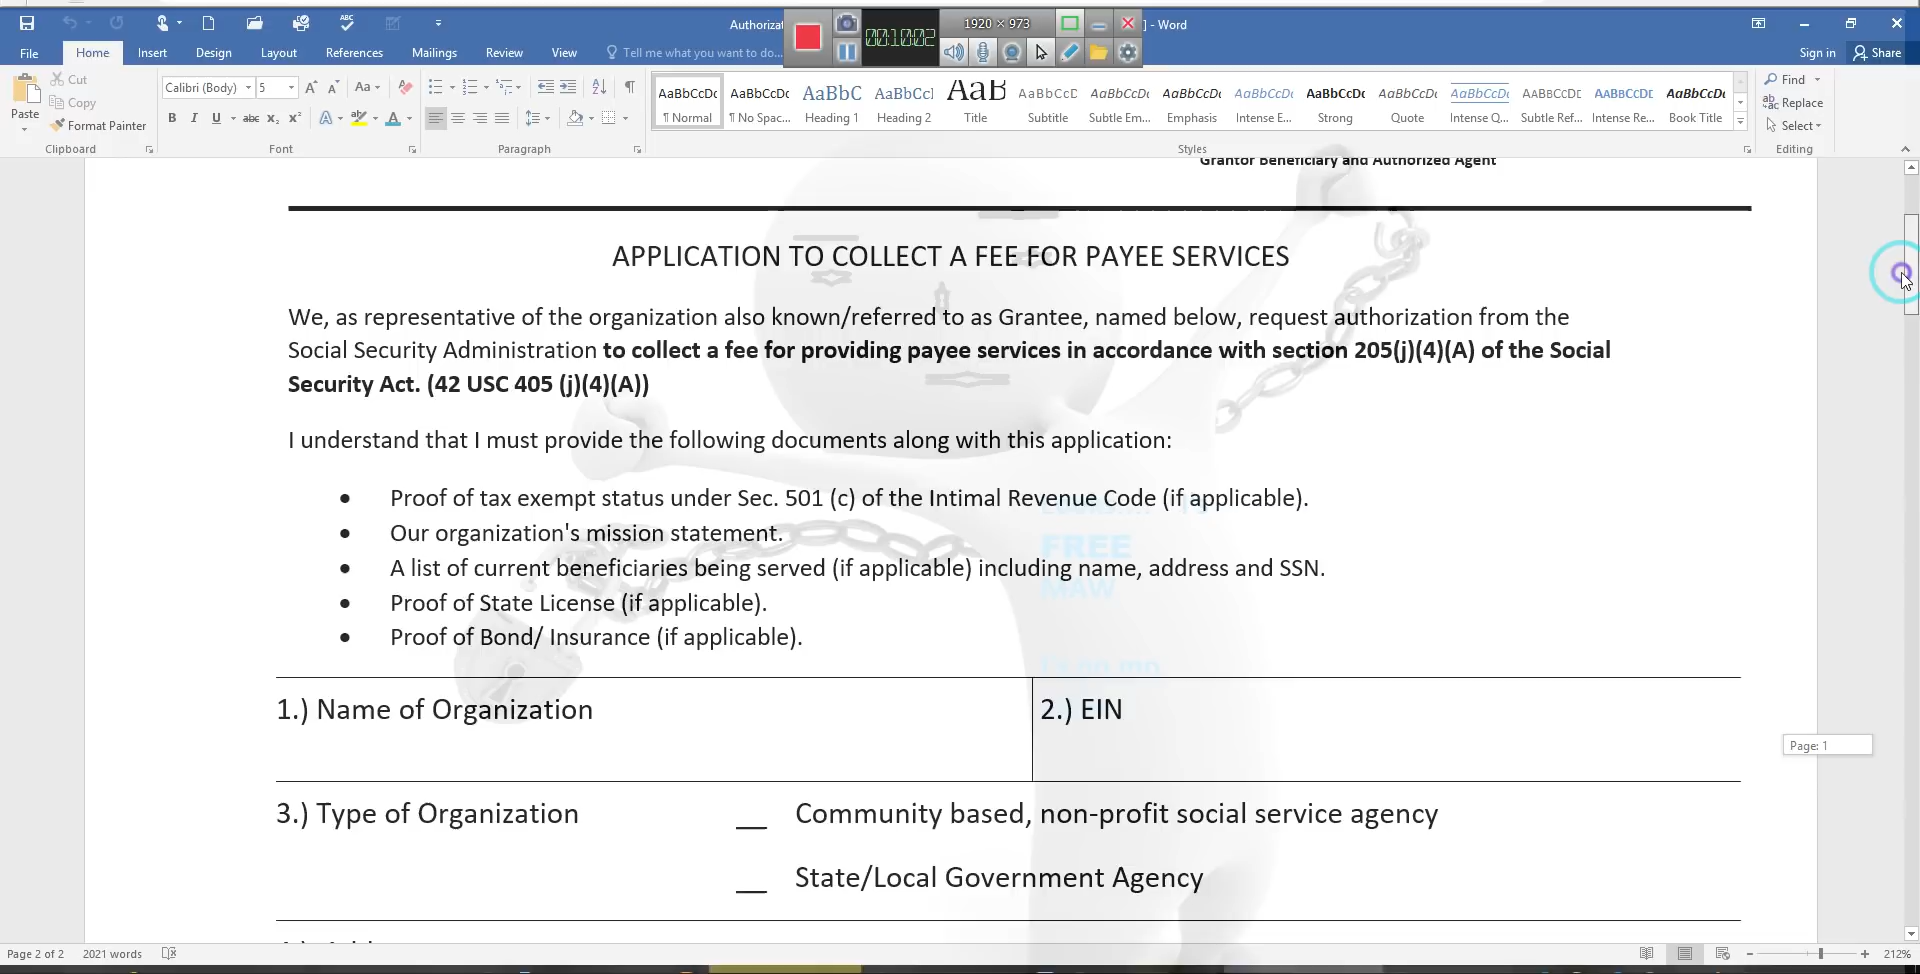 Authorizat
1920 × 973
] - Word
00:10:02
File
Home
Insert
Design
Layout
References
Mailings
Review
View
Tell me what you want to do...
Sign in
Share
Paste
Cut
Copy
Format Painter
Clipboard
Calibri (Body)
5
Font
Paragraph
AaBbCcDc AaBbCcDc AaBbC AaBbCcI AaB AaBbCcD AaBbCcDc AaBbCcDc AaBbCcDc AaBbCcDc AaBbCcDc AaBbCcDc AABBCCDE AABBCCDE AaBbCcDc
¶ Normal ¶ No Spac... Heading 1 Heading 2 Title Subtitle Subtle Em... Emphasis Intense E... Strong Quote Intense Q... Subtle Ref... Intense Re... Book Title
Styles
Find
Replace
Select
Editing
Grantor Beneficiary and Authorized Agent
APPLICATION TO COLLECT A FEE FOR PAYEE SERVICES
We, as representative of the organization also known/referred to as Grantee, named below, request authorization from the
Social Security Administration to collect a fee for providing payee services in accordance with section 205(j)(4)(A) of the Social
Security Act. (42 USC 405 (j)(4)(A))
I understand that I must provide the following documents along with this application:
• Proof of tax exempt status under Sec. 501 (c) of the Intimal Revenue Code (if applicable).
• Our organization's mission statement.
• A list of current beneficiaries being served (if applicable) including name, address and SSN.
• Proof of State License (if applicable).
• Proof of Bond/ Insurance (if applicable).
FREE
MAW
1.) Name of Organization
2.) EIN
Page: 1
3.) Type of Organization __ Community based, non-profit social service agency
__ State/Local Government Agency
Page 2 of 2
2021 words
212%